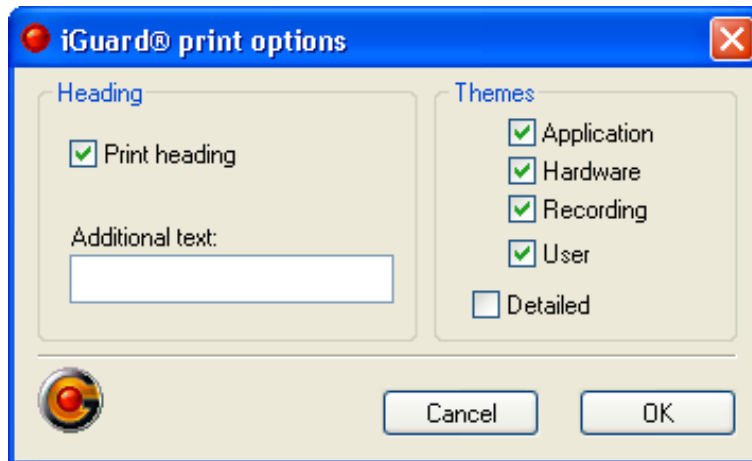 iGuard® print options
Heading
Print heading
Additional text:
Themes
Application
Hardware
Recording
User
Detailed
Cancel
OK